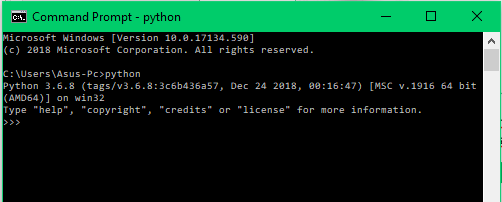 Command Prompt - python
Microsoft Windows [Version 10.0.17134.590]
(c) 2018 Microsoft Corporation. All rights reserved.
C:\Users\Asus-Pc>python
Python 3.6.8 (tags/v3.6.8:3c6b436a57, Dec 24 2018, 00:16:47) [MSC v.1916 64 bit
(AMD64)] on win32
Type "help", "copyright", "credits" or "license" for more information.
>>>